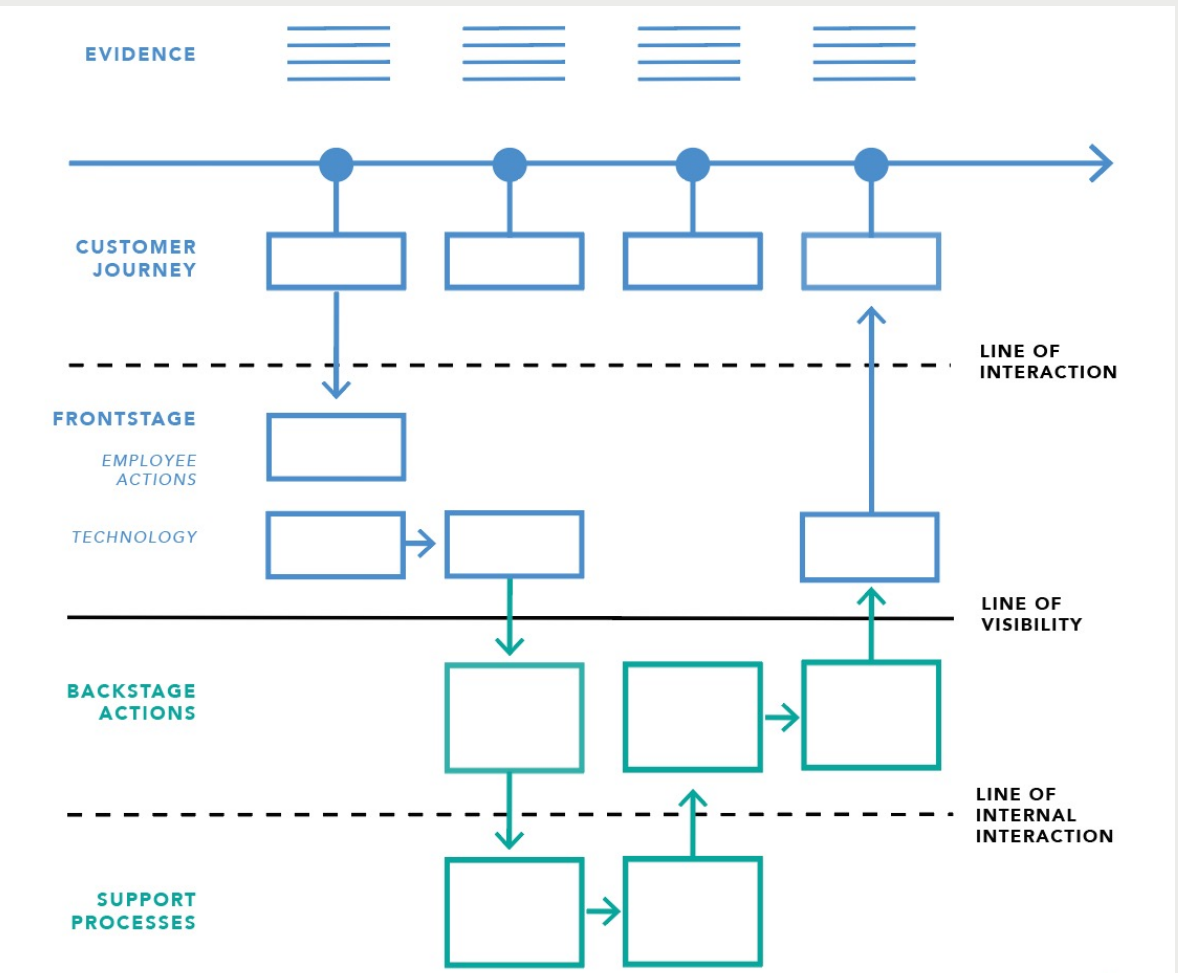 EVIDENCE
CUSTOMER
JOURNEY
LINE OF
INTERACTION
FRONTSTAGE
EMPLOYEE
ACTIONS
TECHNOLOGY
LINE OF
VISIBILITY
BACKSTAGE
ACTIONS
LINE OF
INTERNAL
INTERACTION
SUPPORT
PROCESSES